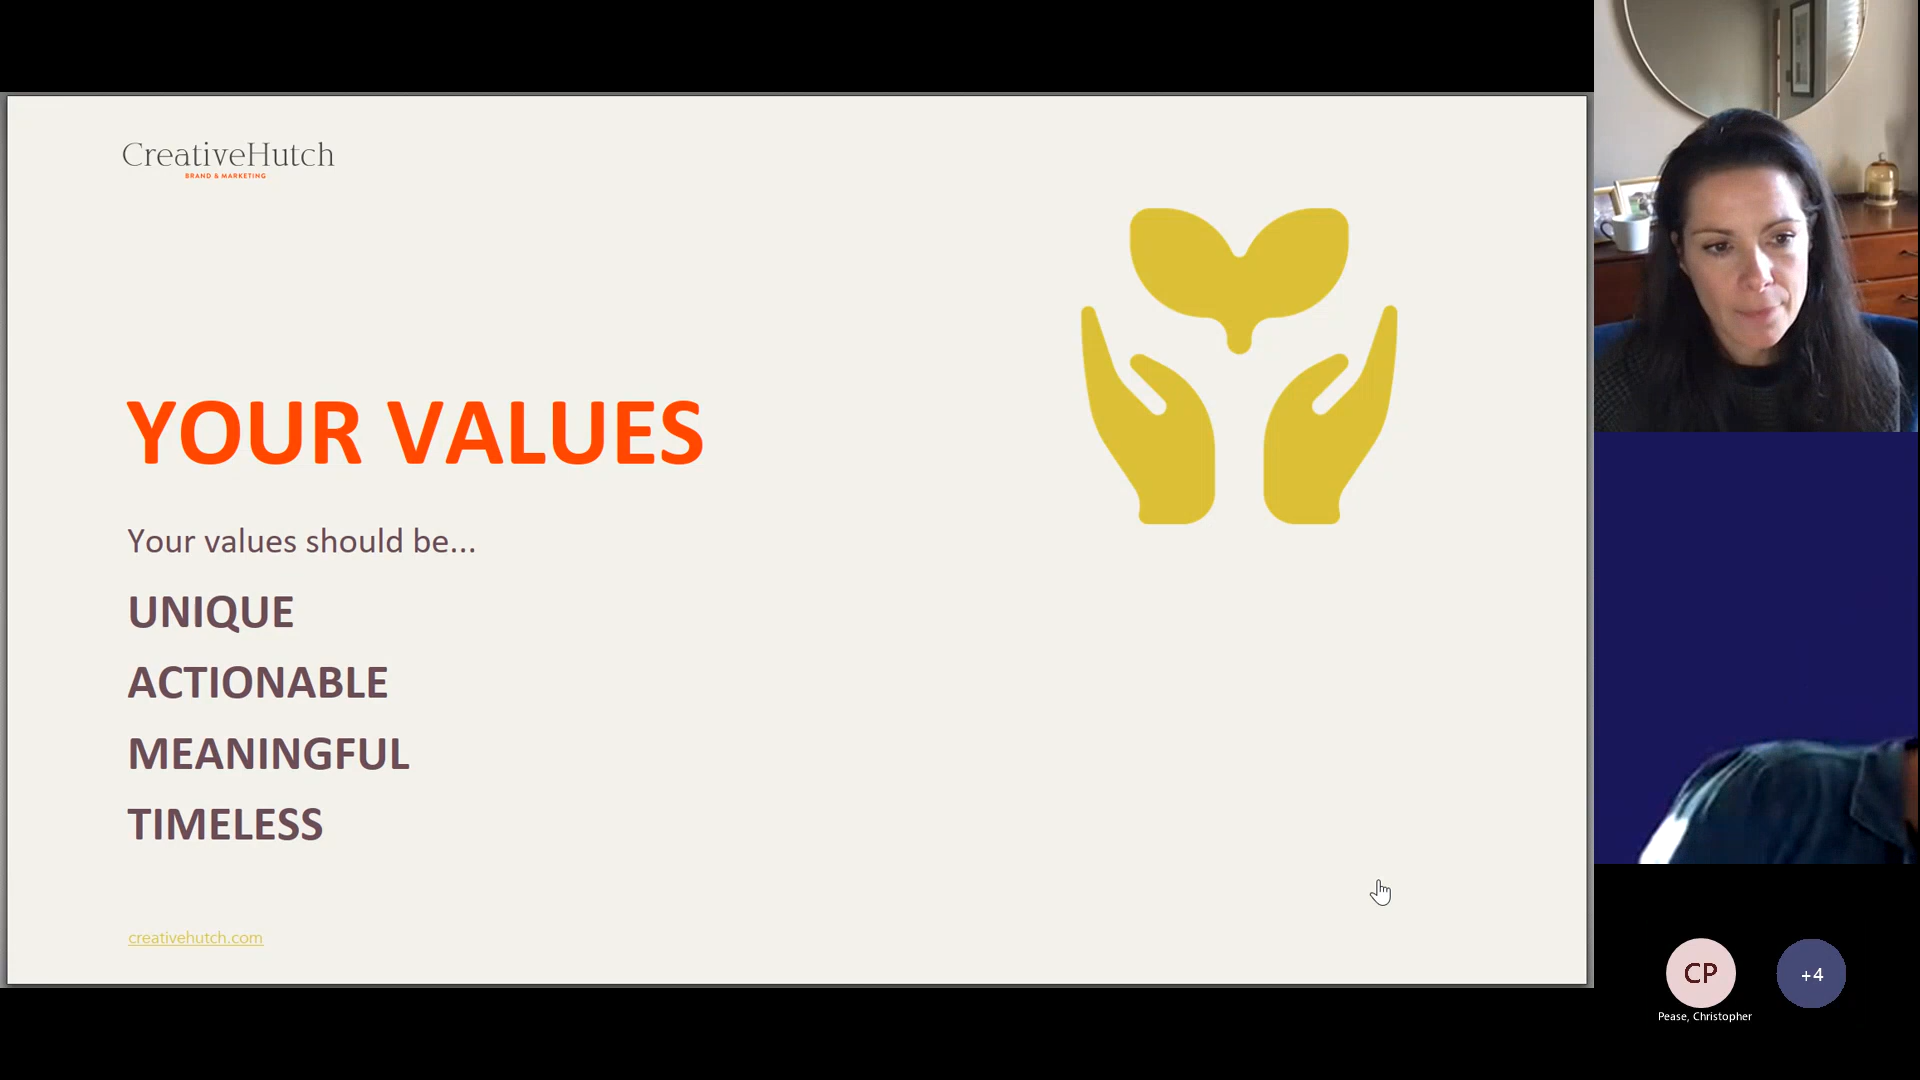 CreativeHutch
BRAND & MARKETING
YOUR VALUES
Your values should be...
UNIQUE
ACTIONABLE
MEANINGFUL
TIMELESS
creativehutch.com
CP
+4
Pease, Christopher